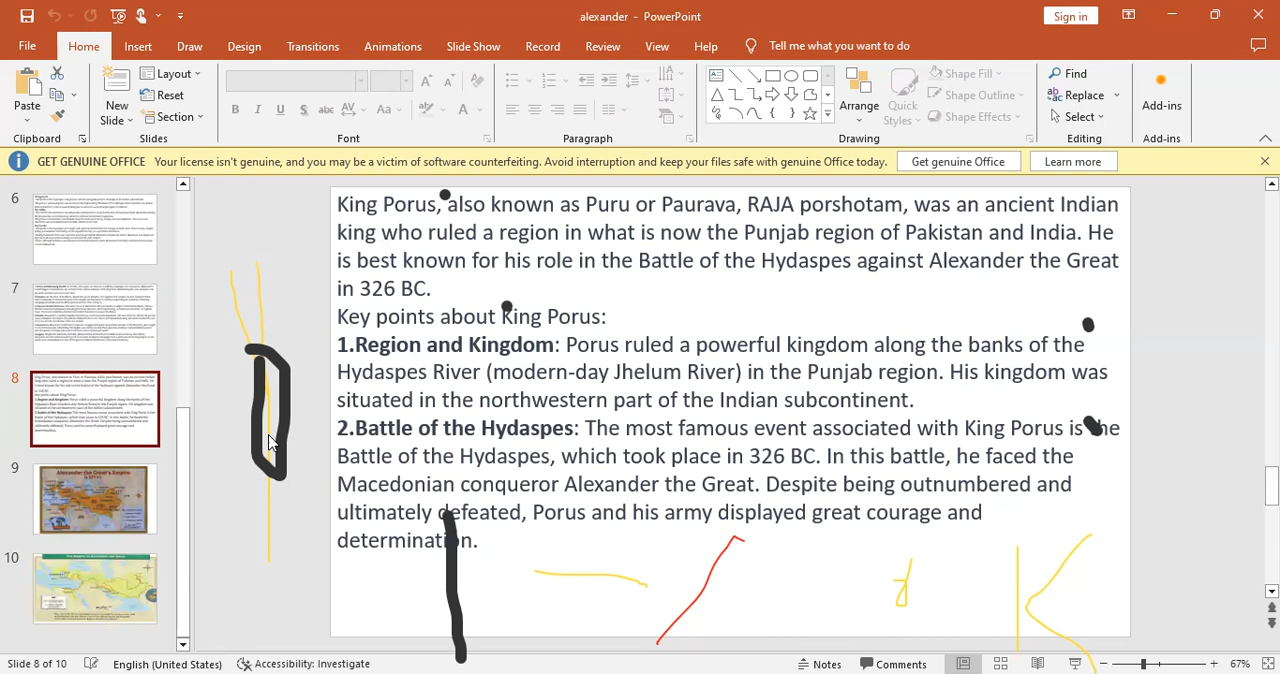 alexander - PowerPoint
Sign in
File Home Insert Draw Design Transitions Animations Slide Show Record Review View Help Tell me what you want to do
Paste
Clipboard
New Slide
Layout
Reset
Section
Slides
B I U S abc AV Aa A
Font
Paragraph
Arrange
Quick Styles
Shape Fill
Shape Outline
Shape Effects
Drawing
Find
Replace
Select
Editing
Add-ins
Add-ins
GET GENUINE OFFICE Your license isn't genuine, and you may be a victim of software counterfeiting. Avoid interruption and keep your files safe with genuine Office today. Get genuine Office Learn more
6
7
8
9
10
Alexander the Great's Empire
King Porus, also known as Puru or Paurava, RAJA porshotam, was an ancient Indian
king who ruled a region in what is now the Punjab region of Pakistan and India. He
is best known for his role in the Battle of the Hydaspes against Alexander the Great
in 326 BC.
Key points about King Porus:
1.Region and Kingdom: Porus ruled a powerful kingdom along the banks of the
Hydaspes River (modern-day Jhelum River) in the Punjab region. His kingdom was
situated in the northwestern part of the Indian subcontinent.
2.Battle of the Hydaspes: The most famous event associated with King Porus is the
Battle of the Hydaspes, which took place in 326 BC. In this battle, he faced the
Macedonian conqueror Alexander the Great. Despite being outnumbered and
ultimately defeated, Porus and his army displayed great courage and
determination.
d K
Slide 8 of 10 English (United States) Accessibility: Investigate Notes Comments 67%